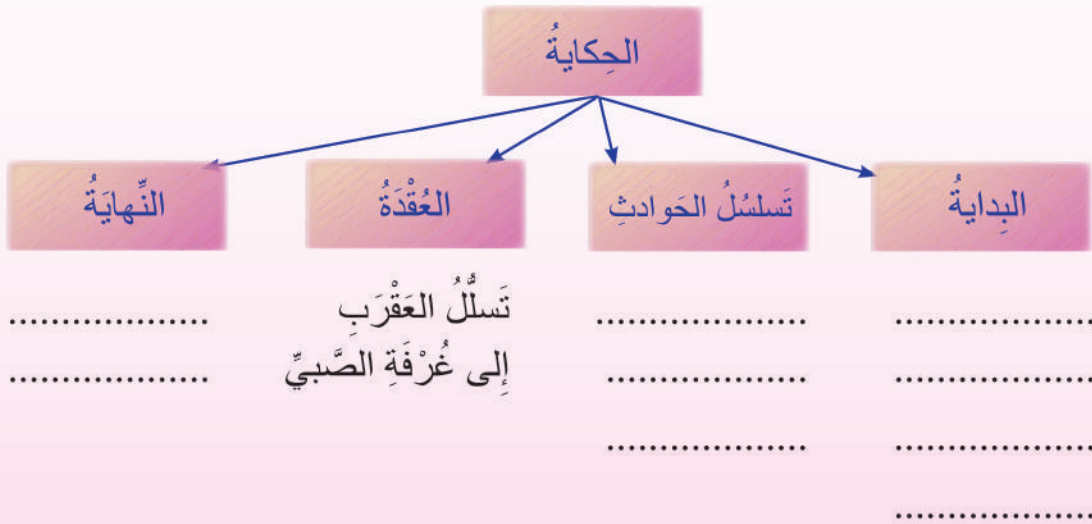 الحِكايةُ
البِدايةُ
تَسلسُلُ الحَوادثِ
العُقْدَةُ
النِّهايَةُ
...................
...................
...................
...................
...................
...................
...................
تَسلُّلُ العَقْرَبِ
إِلى غُرْفَةِ الصَّبيِّ
...................
...................